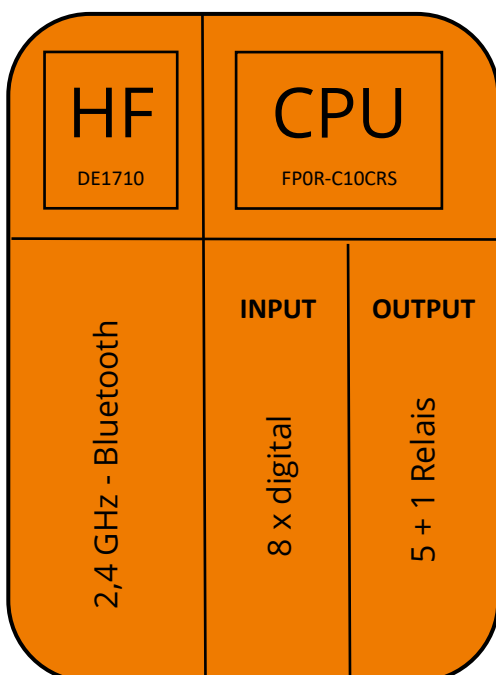 HF
DE1710
CPU
FP0R-C10CRS
2,4 GHz - Bluetooth
INPUT
8 x digital
OUTPUT
5 + 1 Relais